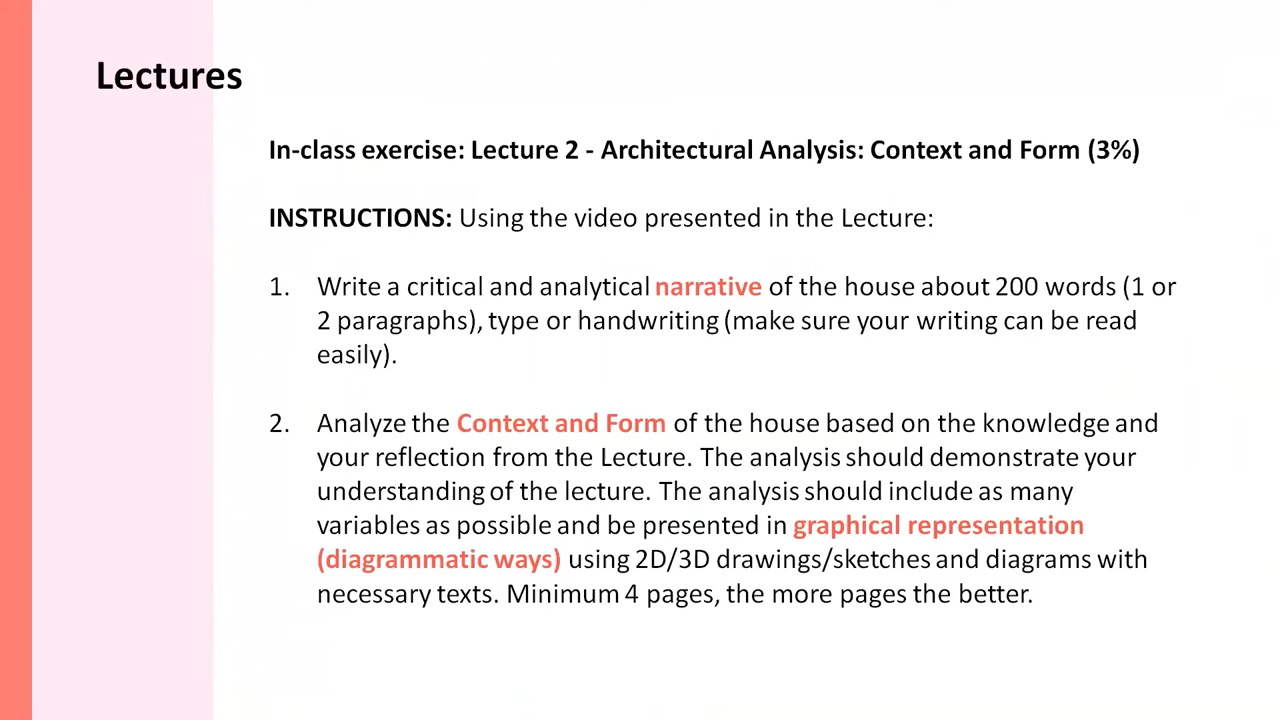 Lectures
In-class exercise: Lecture 2 - Architectural Analysis: Context and Form (3%)
INSTRUCTIONS: Using the video presented in the Lecture:
1. Write a critical and analytical narrative of the house about 200 words (1 or
2 paragraphs), type or handwriting (make sure your writing can be read
easily).
2. Analyze the Context and Form of the house based on the knowledge and
your reflection from the Lecture. The analysis should demonstrate your
understanding of the lecture. The analysis should include as many
variables as possible and be presented in graphical representation
(diagrammatic ways) using 2D/3D drawings/sketches and diagrams with
necessary texts. Minimum 4 pages, the more pages the better.